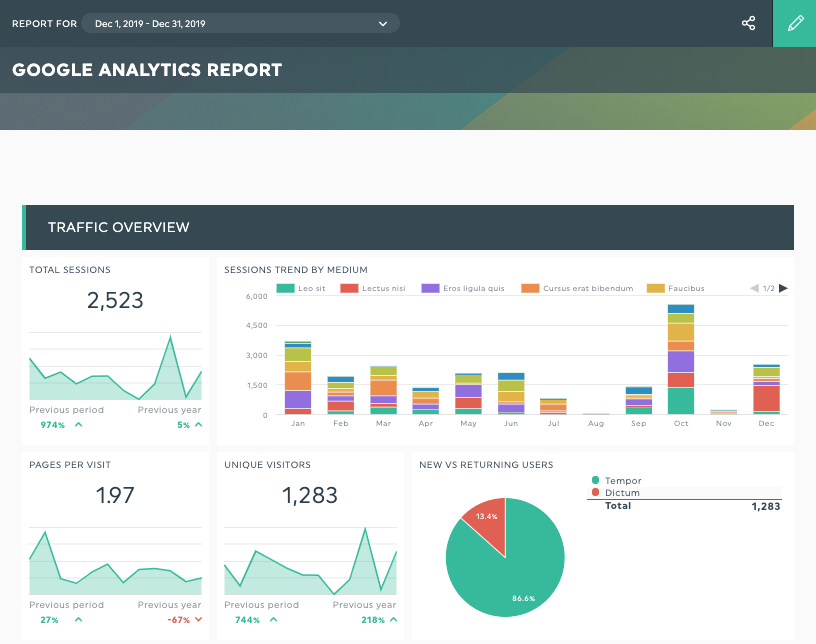 REPORT FOR Dec 1, 2019 - Dec 31, 2019
GOOGLE ANALYTICS REPORT
TRAFFIC OVERVIEW
TOTAL SESSIONS
2,523
Previous period Previous year
974% 5%
SESSIONS TREND BY MEDIUM
Leo sit Lectus nisi Eros ligula quis Cursus erat bibendum Faucibus 1/2
6,000
4,500
3,000
1,500
0
Jan Feb Mar Apr May Jun Jul Aug Sep Oct Nov Dec
PAGES PER VISIT
1.97
Previous period Previous year
27% -67%
UNIQUE VISITORS
1,283
Previous period Previous year
744% 218%
NEW VS RETURNING USERS
13.4%
86.6%
Tempor
Dictum
Total 1,283